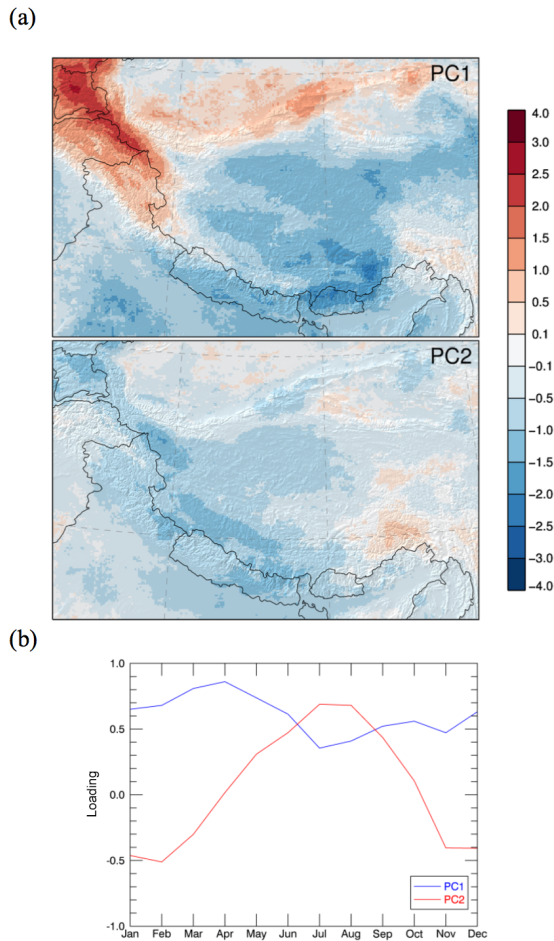 (a)
PC1
4.0
3.0
2.5
2.0
1.5
1.0
0.5
0.1
−0.1
−0.5
−1.0
−1.5
−2.0
−2.5
−3.0
−4.0
PC2
(b)
1.0
0.5
0.0
-0.5
-1.0
Loading
Jan Feb Mar Apr May Jun Jul Aug Sep Oct Nov Dec
PC1
PC2